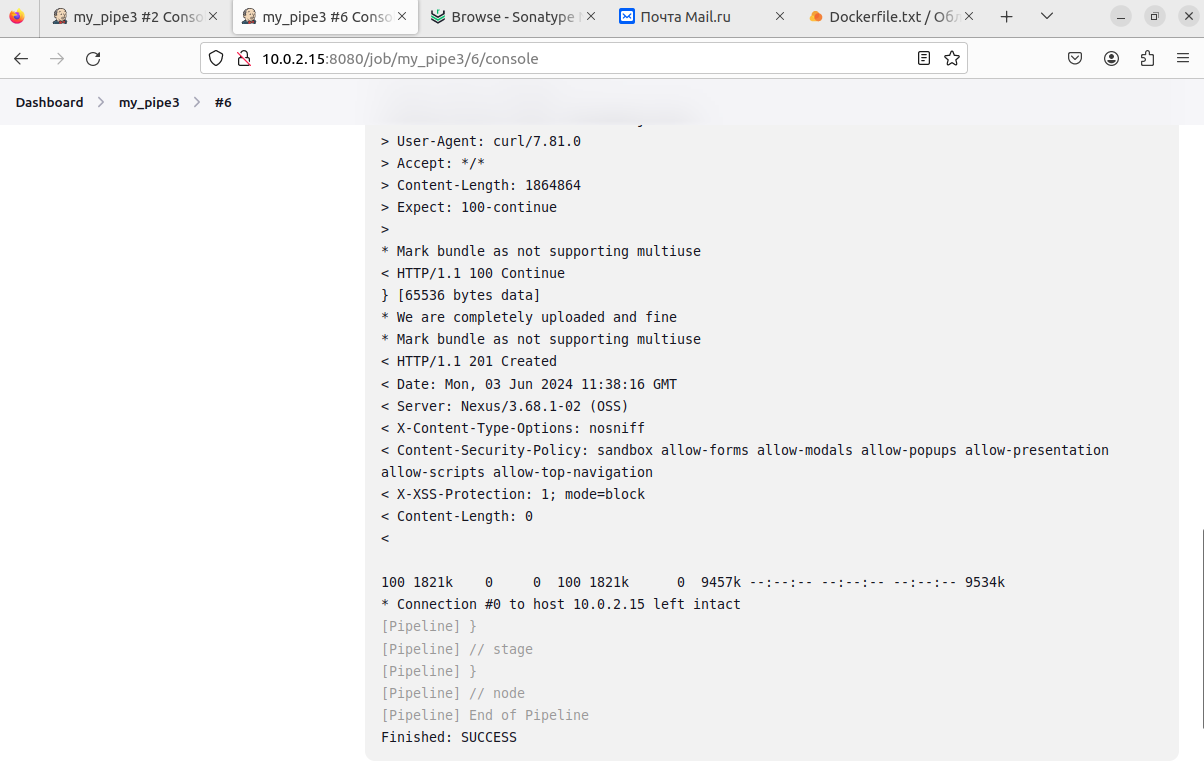 my_pipe3 #2 Conso
my_pipe3 #6 Conso
Browse - Sonatype
Почта Mail.ru
Dockerfile.txt / Обл
10.0.2.15:8080/job/my_pipe3/6/console
Dashboard
my_pipe3
#6
> User-Agent: curl/7.81.0
> Accept: */*
> Content-Length: 1864864
> Expect: 100-continue
>
* Mark bundle as not supporting multiuse
< HTTP/1.1 100 Continue
} [65536 bytes data]
* We are completely uploaded and fine
* Mark bundle as not supporting multiuse
< HTTP/1.1 201 Created
< Date: Mon, 03 Jun 2024 11:38:16 GMT
< Server: Nexus/3.68.1-02 (OSS)
< X-Content-Type-Options: nosniff
< Content-Security-Policy: sandbox allow-forms allow-modals allow-popups allow-presentation
allow-scripts allow-top-navigation
< X-XSS-Protection: 1; mode=block
< Content-Length: 0
<
100 1821k    0     0  100 1821k      0  9457k --:--:-- --:--:-- --:--:-- 9534k
* Connection #0 to host 10.0.2.15 left intact
[Pipeline] }
[Pipeline] // stage
[Pipeline] }
[Pipeline] // node
[Pipeline] End of Pipeline
Finished: SUCCESS